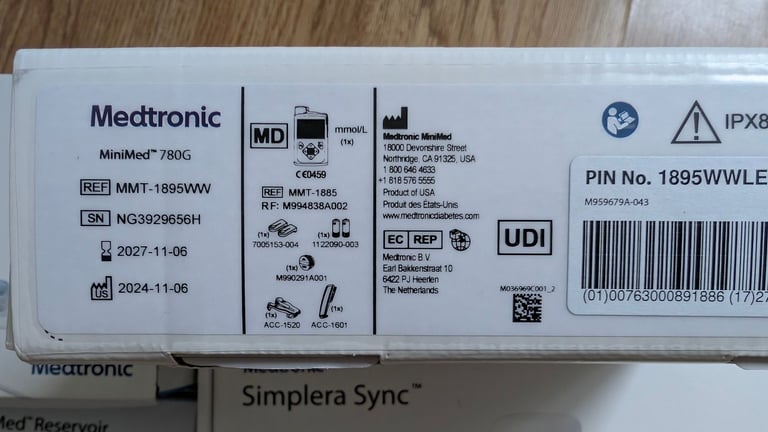 Medtronic
MiniMed™ 780G
REF MMT-1895WW
SN NG3929656H
2027-11-06
US 2024-11-06
MD
mmol/L
(1x)
CE0459
REF MMT-1885
RF: M994838A002
(1x) (1x)
7005153-004 1122090-003
(1x)
M990291A001
(1x) (1x)
ACC-1520 ACC-1601
Medtronic MiniMed
18000 Devonshire Street
Northridge, CA 91325, USA
1 800 646 4633
+1 818 576 5555
Product of USA
Produit des États-Unis
www.medtronicdiabetes.com
EC REP
Medtronic B.V.
Earl Bakkenstraat 10
6422 PJ Heerlen
The Netherlands
UDI
M036969C001_2
IPX8
PIN No. 1895WWLE
M959679A-043
(01)00763000891886 (17)27
Medtronic
Med™ Reservoir
Medtronic
Simplera Sync™